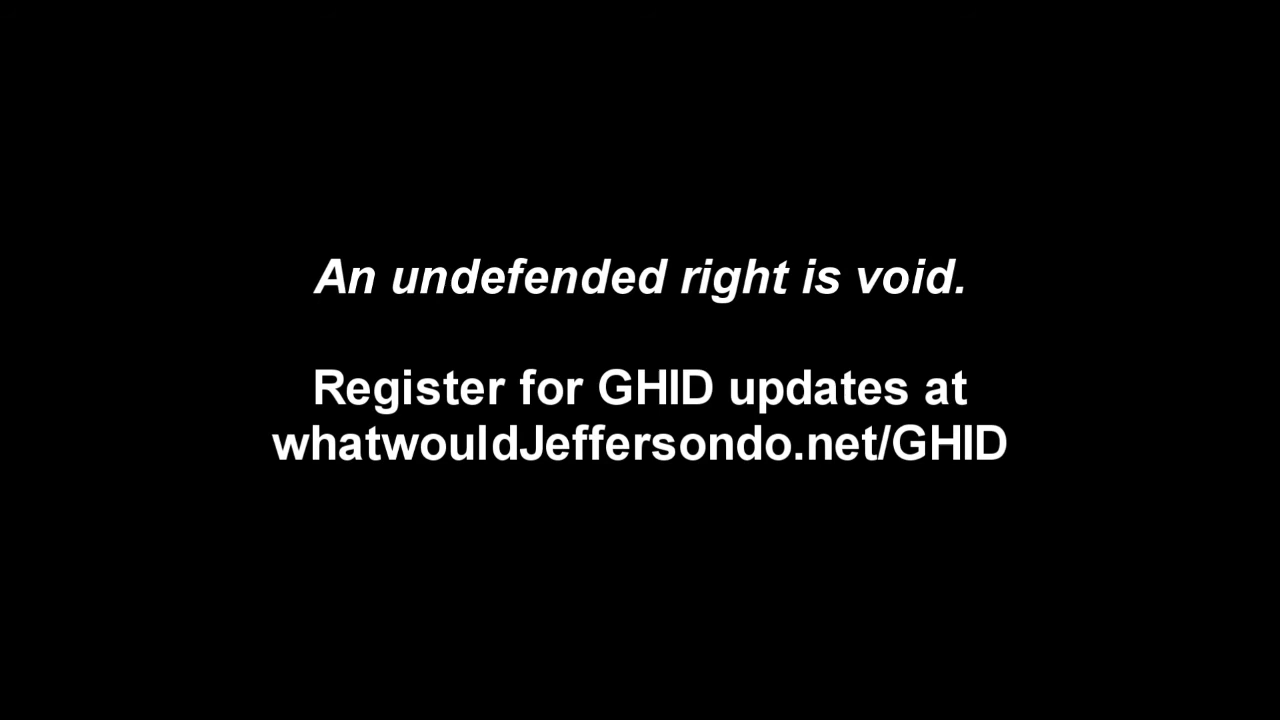 An undefended right is void.
Register for GHID updates at
whatwouldJeffersondo.net/GHID